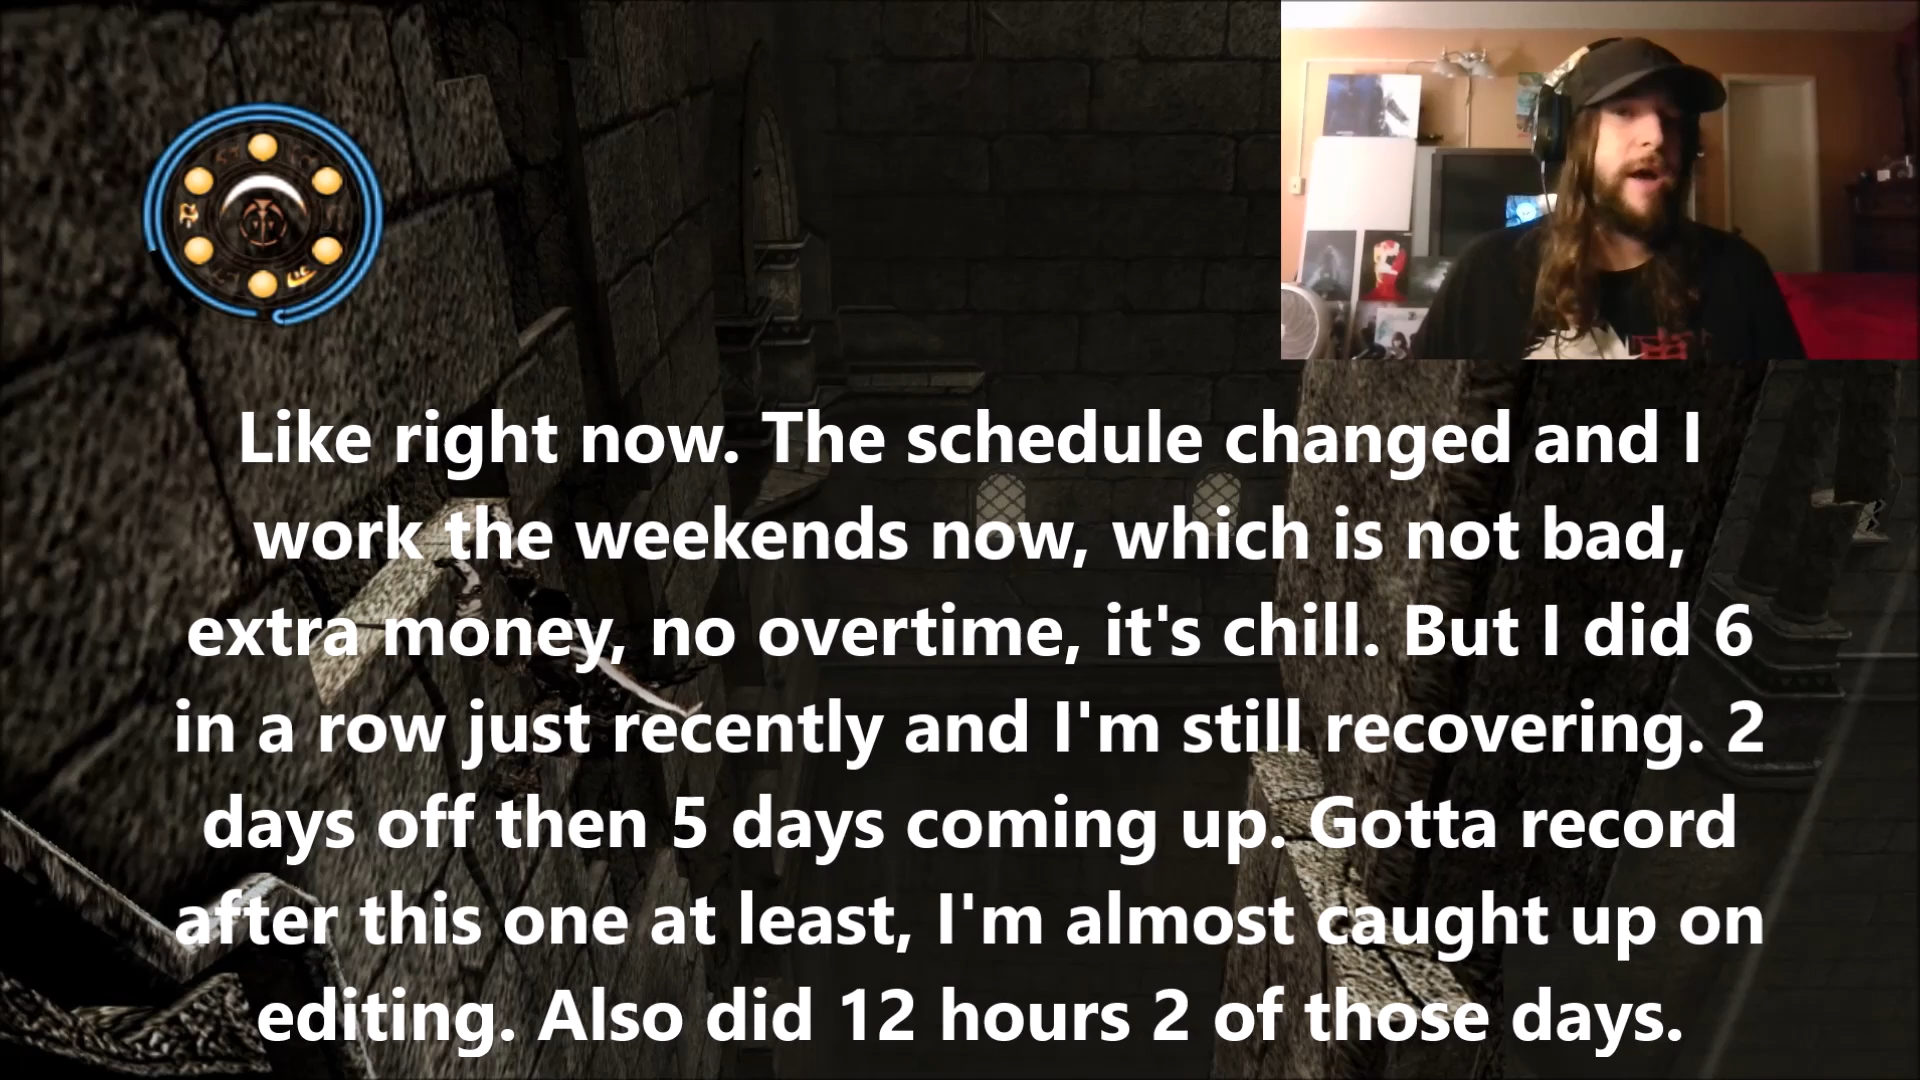 Like right now. The schedule changed and I
work the weekends now, which is not bad,
extra money, no overtime, it's chill. But I did 6
in a row just recently and I'm still recovering. 2
days off then 5 days coming up. Gotta record
after this one at least, I'm almost caught up on
editing. Also did 12 hours 2 of those days.